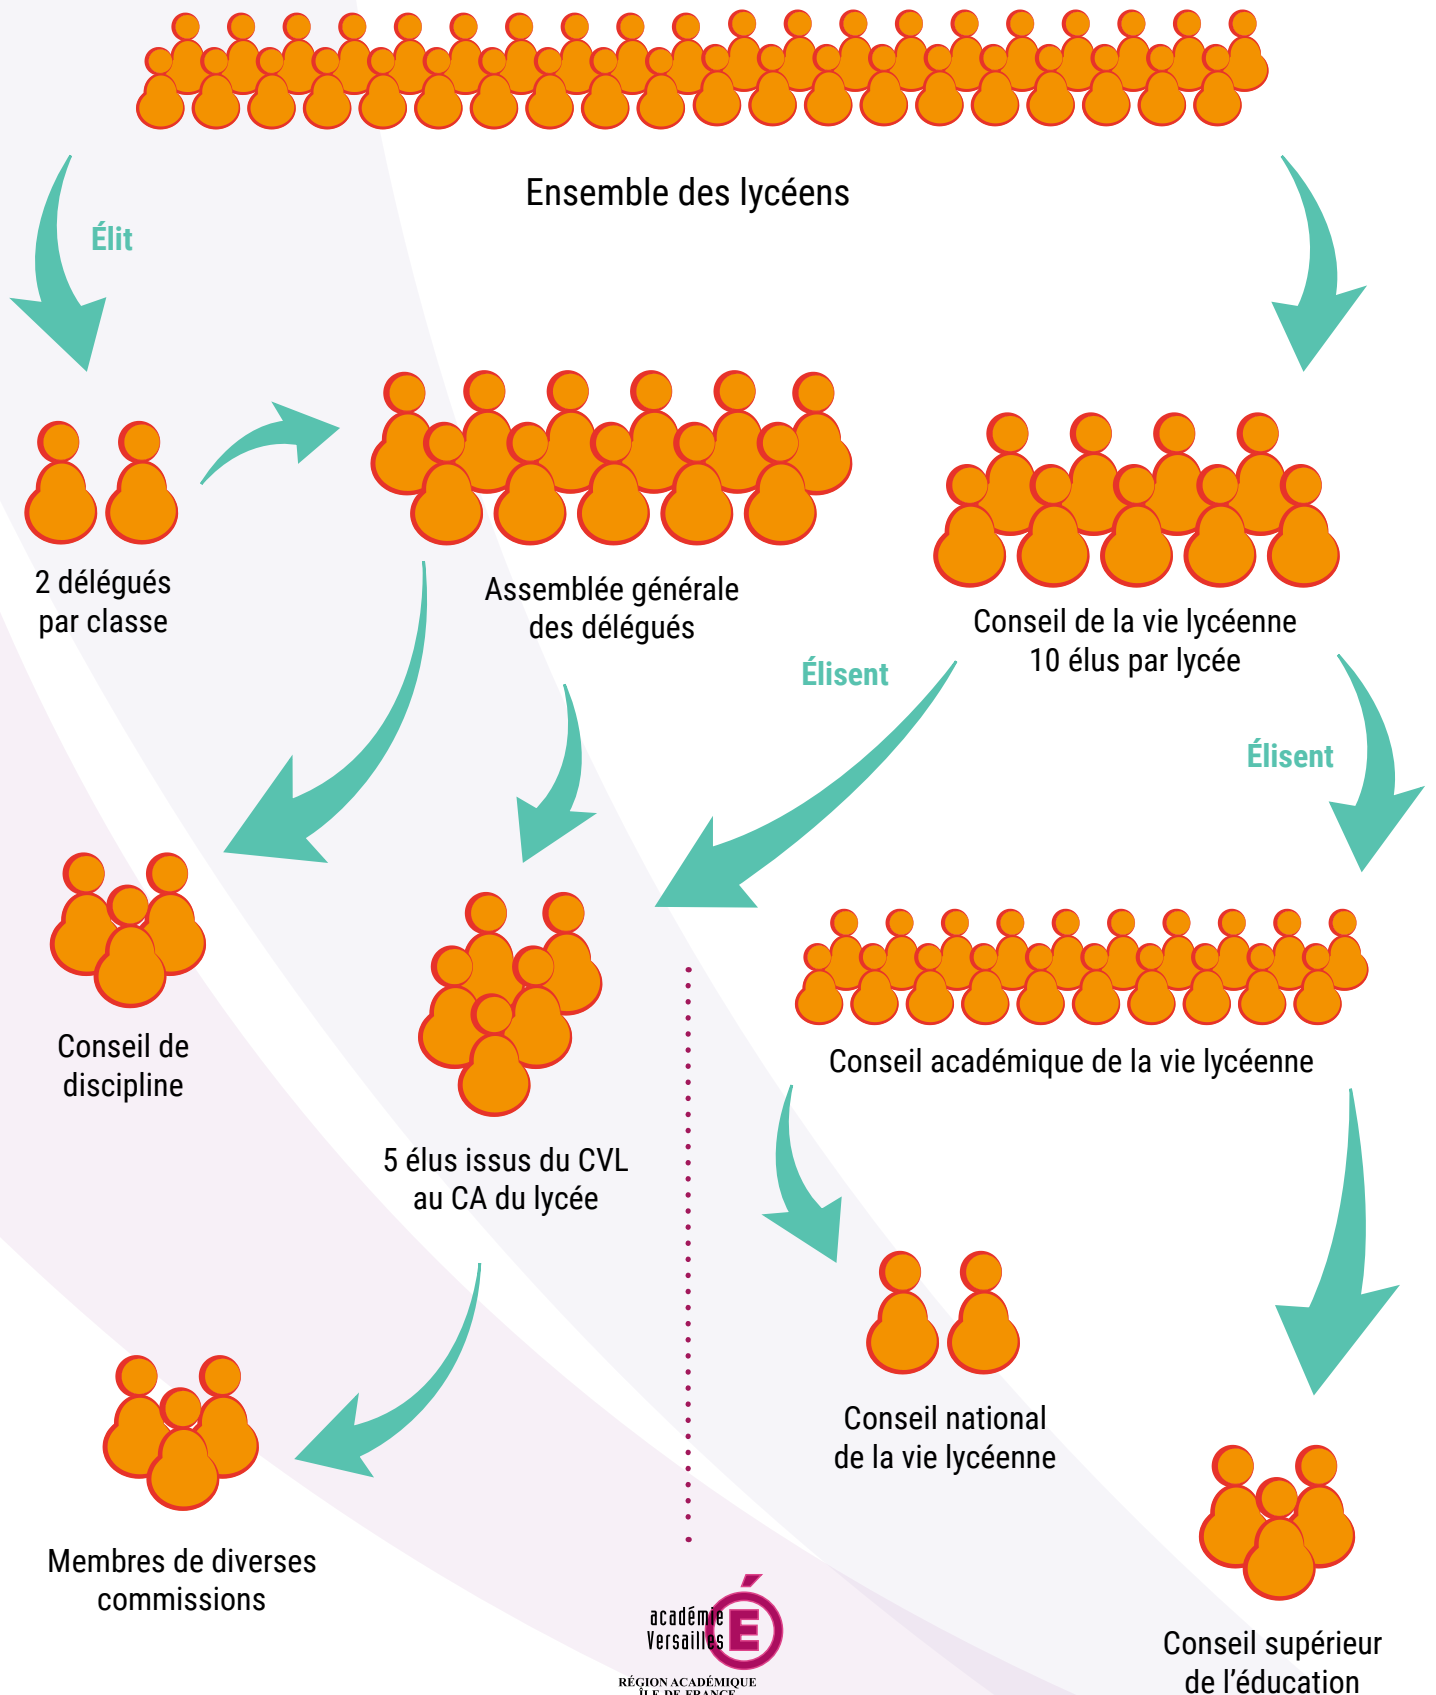 Ensemble des lycéens
Élit
2 délégués
par classe
Assemblée générale
des délégués
Conseil de la vie lycéenne
10 élus par lycée
Élisent
Élisent
Conseil de
discipline
5 élus issus du CVL
au CA du lycée
Conseil académique de la vie lycéenne
Conseil national
de la vie lycéenne
Membres de diverses
commissions
Conseil supérieur
de l’éducation
académie
Versailles
É
RÉGION ACADÉMIQUE
ÎLE-DE-FRANCE